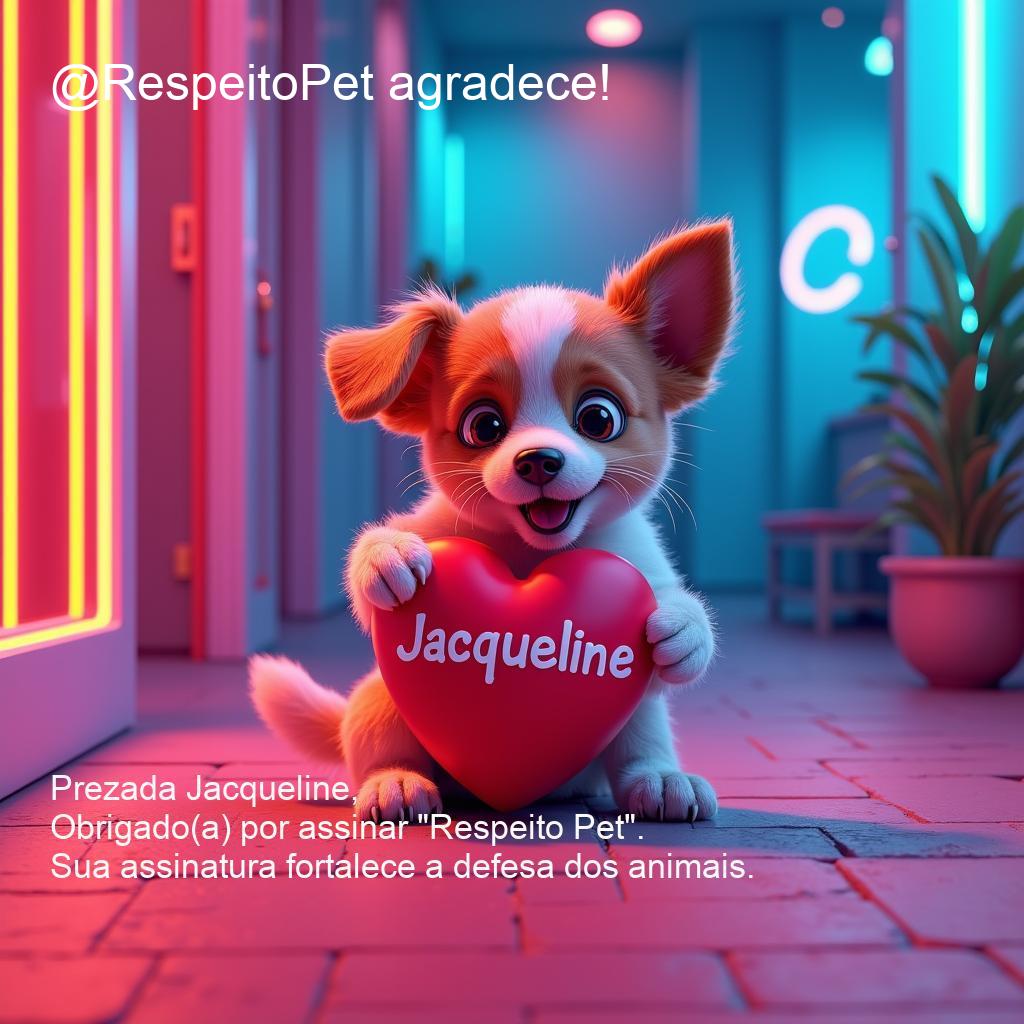 @RespeitoPet agradece!
C
Jacqueline
Prezada Jacqueline,
Obrigado(a) por assinar "Respeito Pet".
Sua assinatura fortalece a defesa dos animais.